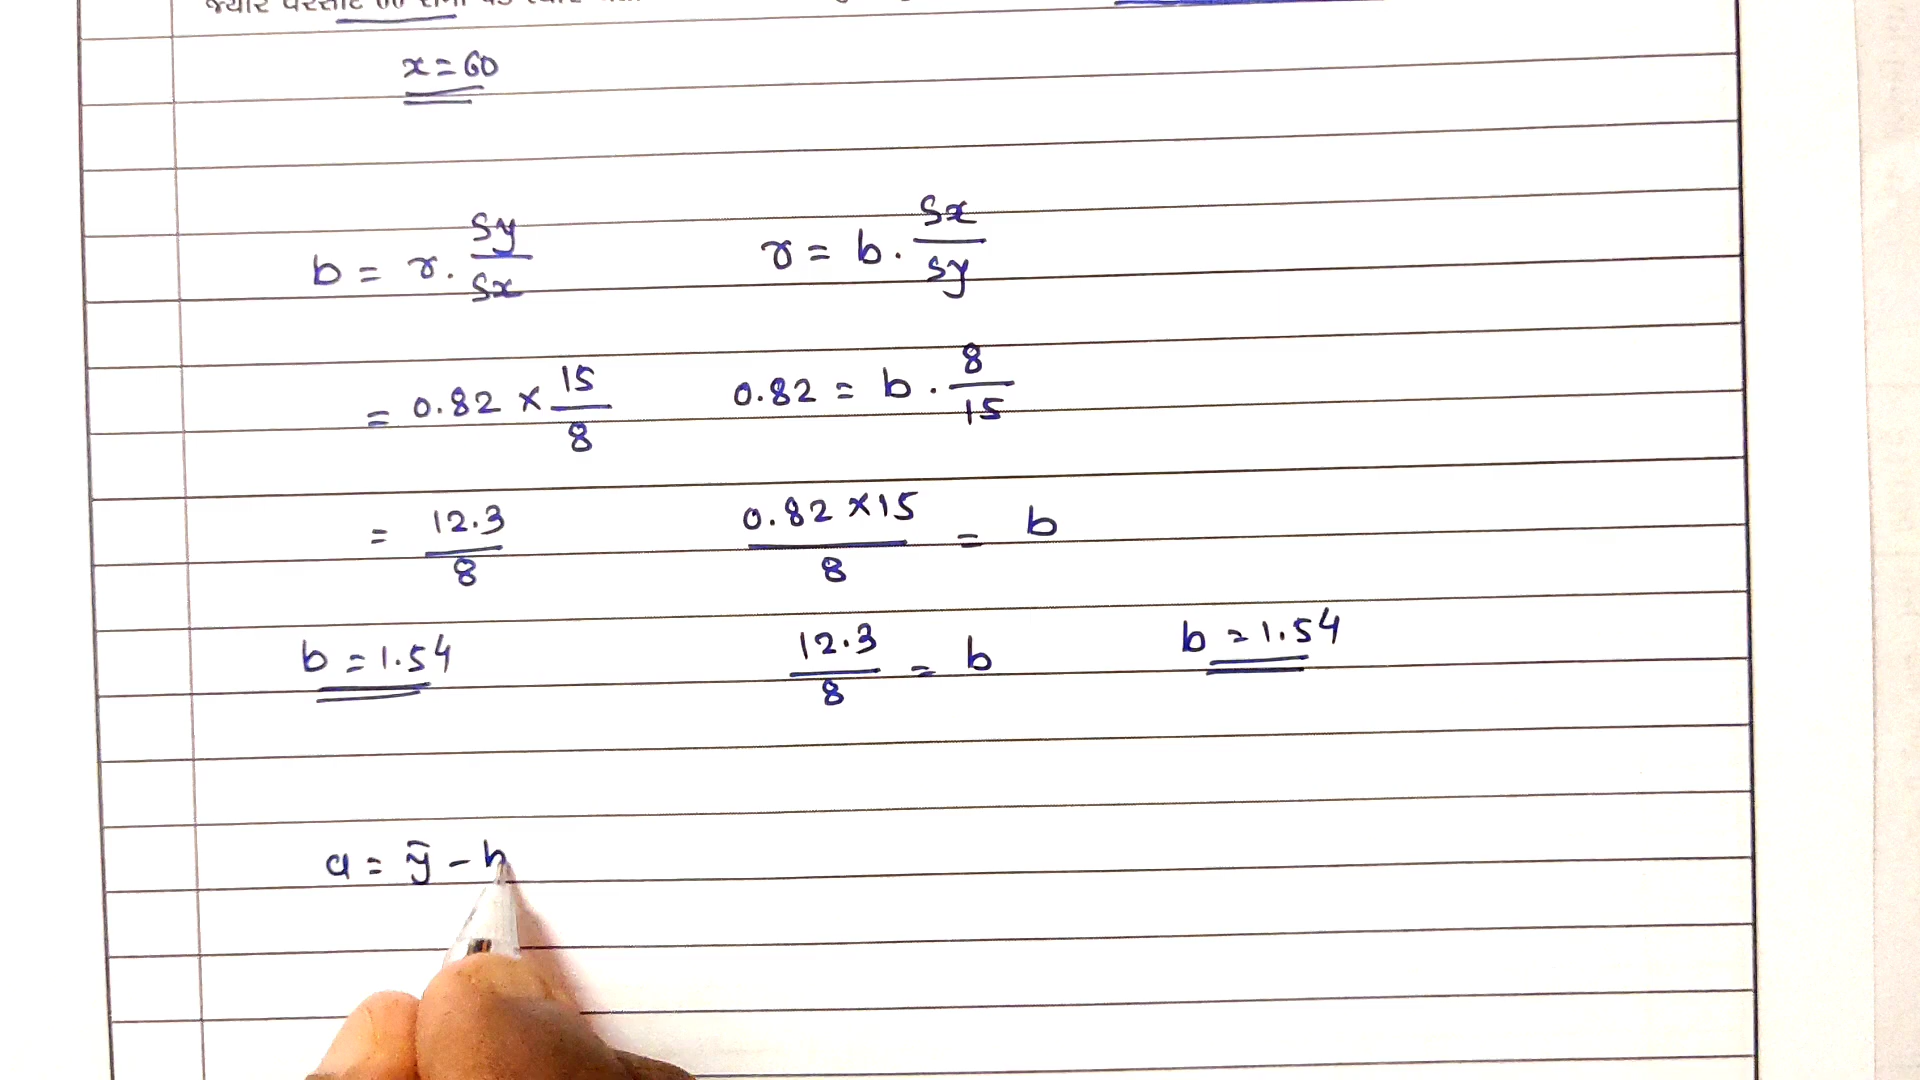 x = 60
b = r . Sy / Sx    r = b . Sx / Sy
= 0.82 × 15 / 8    0.82 = b . 8 / 15
= 12.3 / 8    0.82 × 15 / 8 = b
b = 1.54    12.3 / 8 = b    b = 1.54
a = ȳ - b